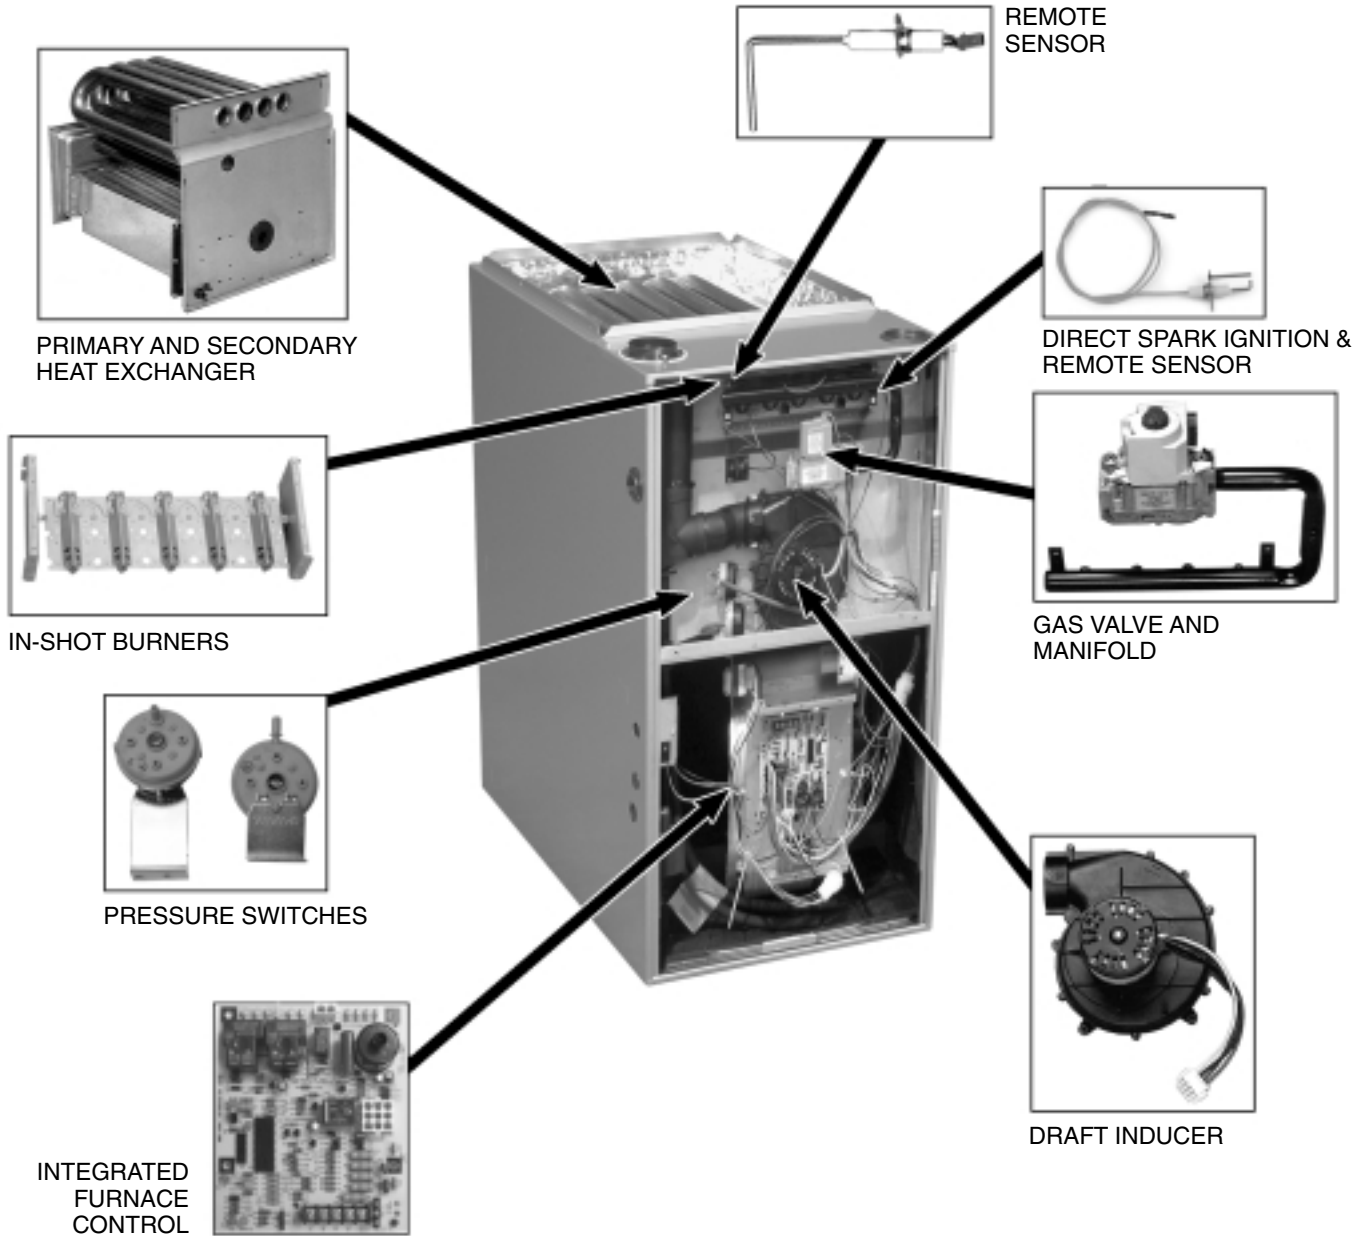 REMOTE
SENSOR
PRIMARY AND SECONDARY
HEAT EXCHANGER
DIRECT SPARK IGNITION &
REMOTE SENSOR
IN-SHOT BURNERS
GAS VALVE AND
MANIFOLD
PRESSURE SWITCHES
DRAFT INDUCER
INTEGRATED
FURNACE
CONTROL